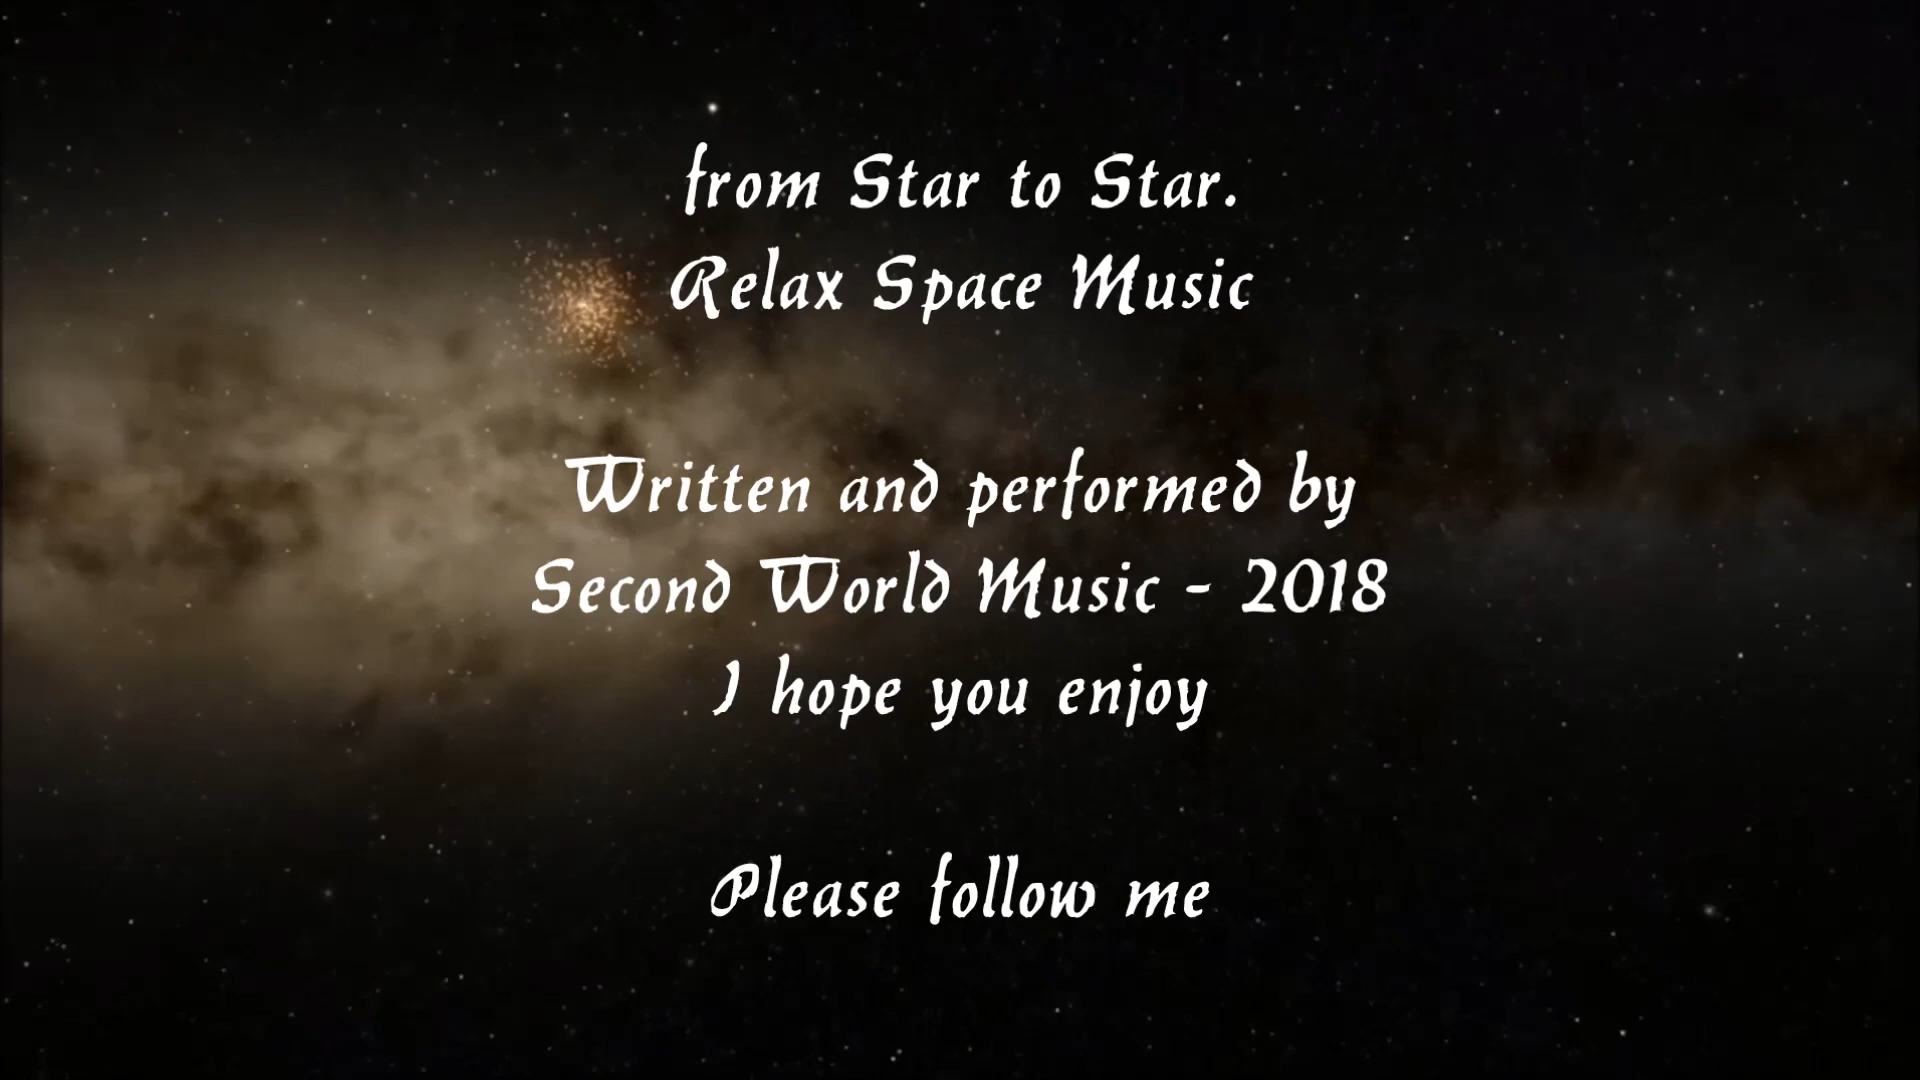 from Star to Star.
Relax Space Music
Written and performed by
Second World Music - 2018
I hope you enjoy
Please follow me